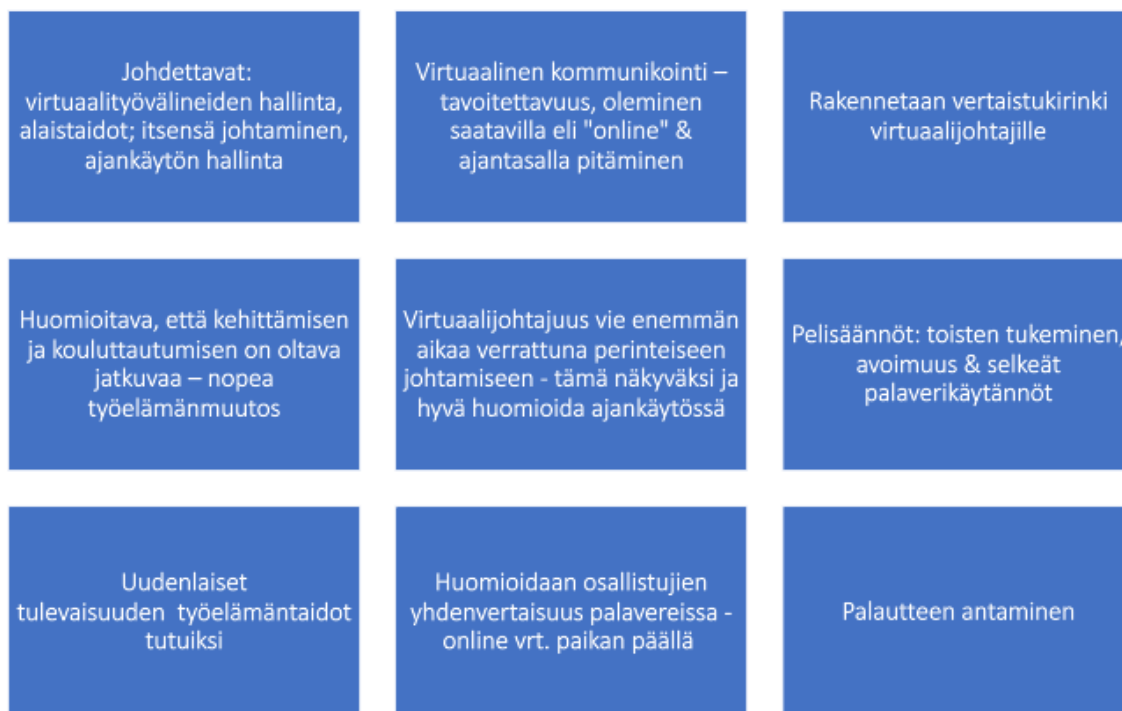 Johdettavat:
virtuaalityövälineiden hallinta,
alaistaidot; itsensä johtaminen,
ajankäytön hallinta
Virtuaalinen kommunikointi –
tavoitettavuus, oleminen
saatavilla eli "online" &
ajantasalla pitäminen
Rakennetaan vertaistukirinki
virtuaalijohtajille
Huomioitava, että kehittämisen
ja kouluttautumisen on oltava
jatkuvaa – nopea
työelämänmuutos
Virtuaalijohtajuus vie enemmän
aikaa verrattuna perinteiseen
johtamiseen - tämä näkyväksi ja
hyvä huomioida ajankäytössä
Pelisäännöt: toisten tukeminen,
avoimuus & selkeät
palaverikäytännöt
Uudenlaiset
tulevaisuuden  työelämäntaidot
tutuiksi
Huomioidaan osallistujien
yhdenvertaisuus palavereissa -
online vrt. paikan päällä
Palautteen antaminen